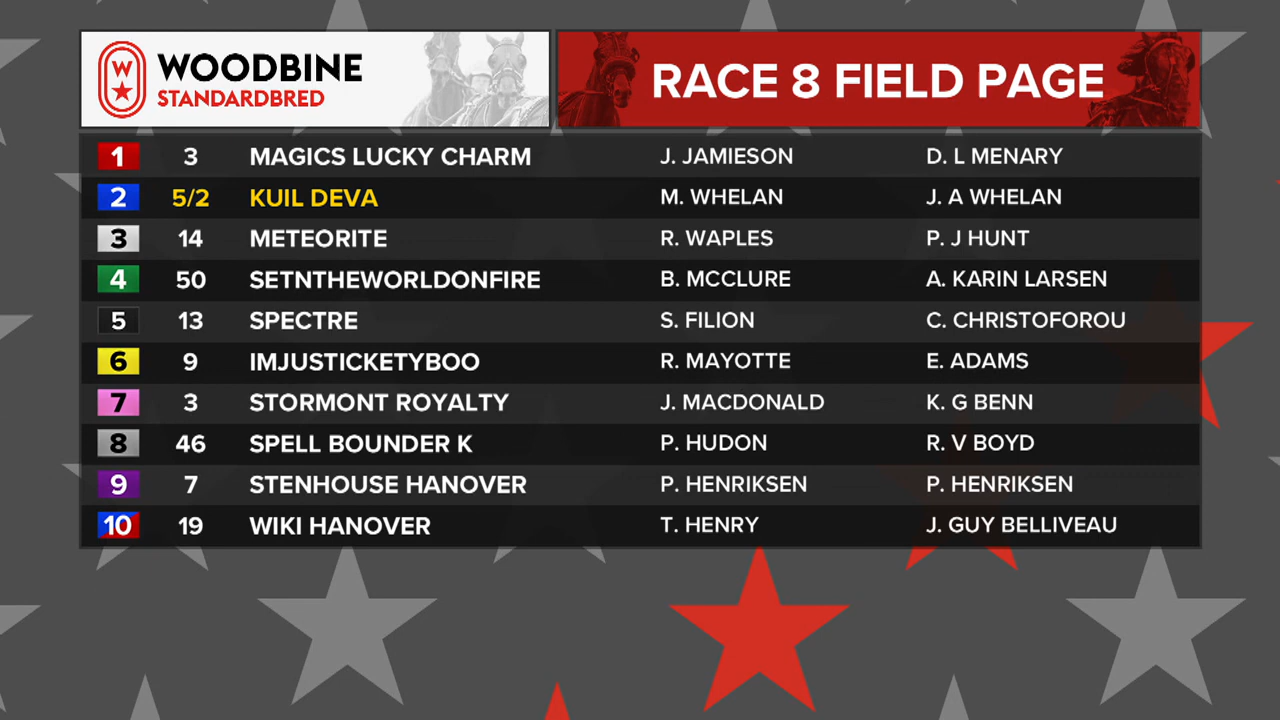 W
WOODBINE
STANDARDBRED
RACE 8 FIELD PAGE
1 3 MAGICS LUCKY CHARM J. JAMIESON D. L MENARY
2 5/2 KUIL DEVA M. WHELAN J. A WHELAN
3 14 METEORITE R. WAPLES P. J HUNT
4 50 SETNTHEWORLDONFIRE B. MCCLURE A. KARIN LARSEN
5 13 SPECTRE S. FILION C. CHRISTOFOROU
6 9 IMJUSTICKETYBOO R. MAYOTTE E. ADAMS
7 3 STORMONT ROYALTY J. MACDONALD K. G BENN
8 46 SPELL BOUNDER K P. HUDON R. V BOYD
9 7 STENHOUSE HANOVER P. HENRIKSEN P. HENRIKSEN
10 19 WIKI HANOVER T. HENRY J. GUY BELLIVEAU